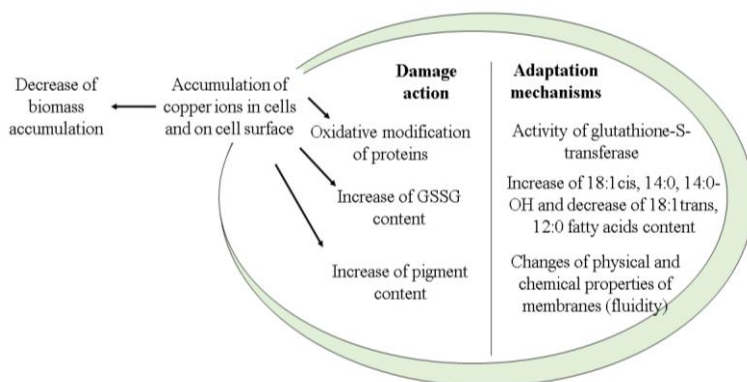 Decrease of
biomass
accumulation
Accumulation of
copper ions in cells
and on cell surface
Damage
action
Oxidative modification
of proteins
Increase of GSSG
content
Increase of pigment
content
Adaptation
mechanisms
Activity of glutathione-S-
transferase
Increase of 18:1cis, 14:0, 14:0-
OH and decrease of 18:1trans,
12:0 fatty acids content
Changes of physical and
chemical properties of
membranes (fluidity)